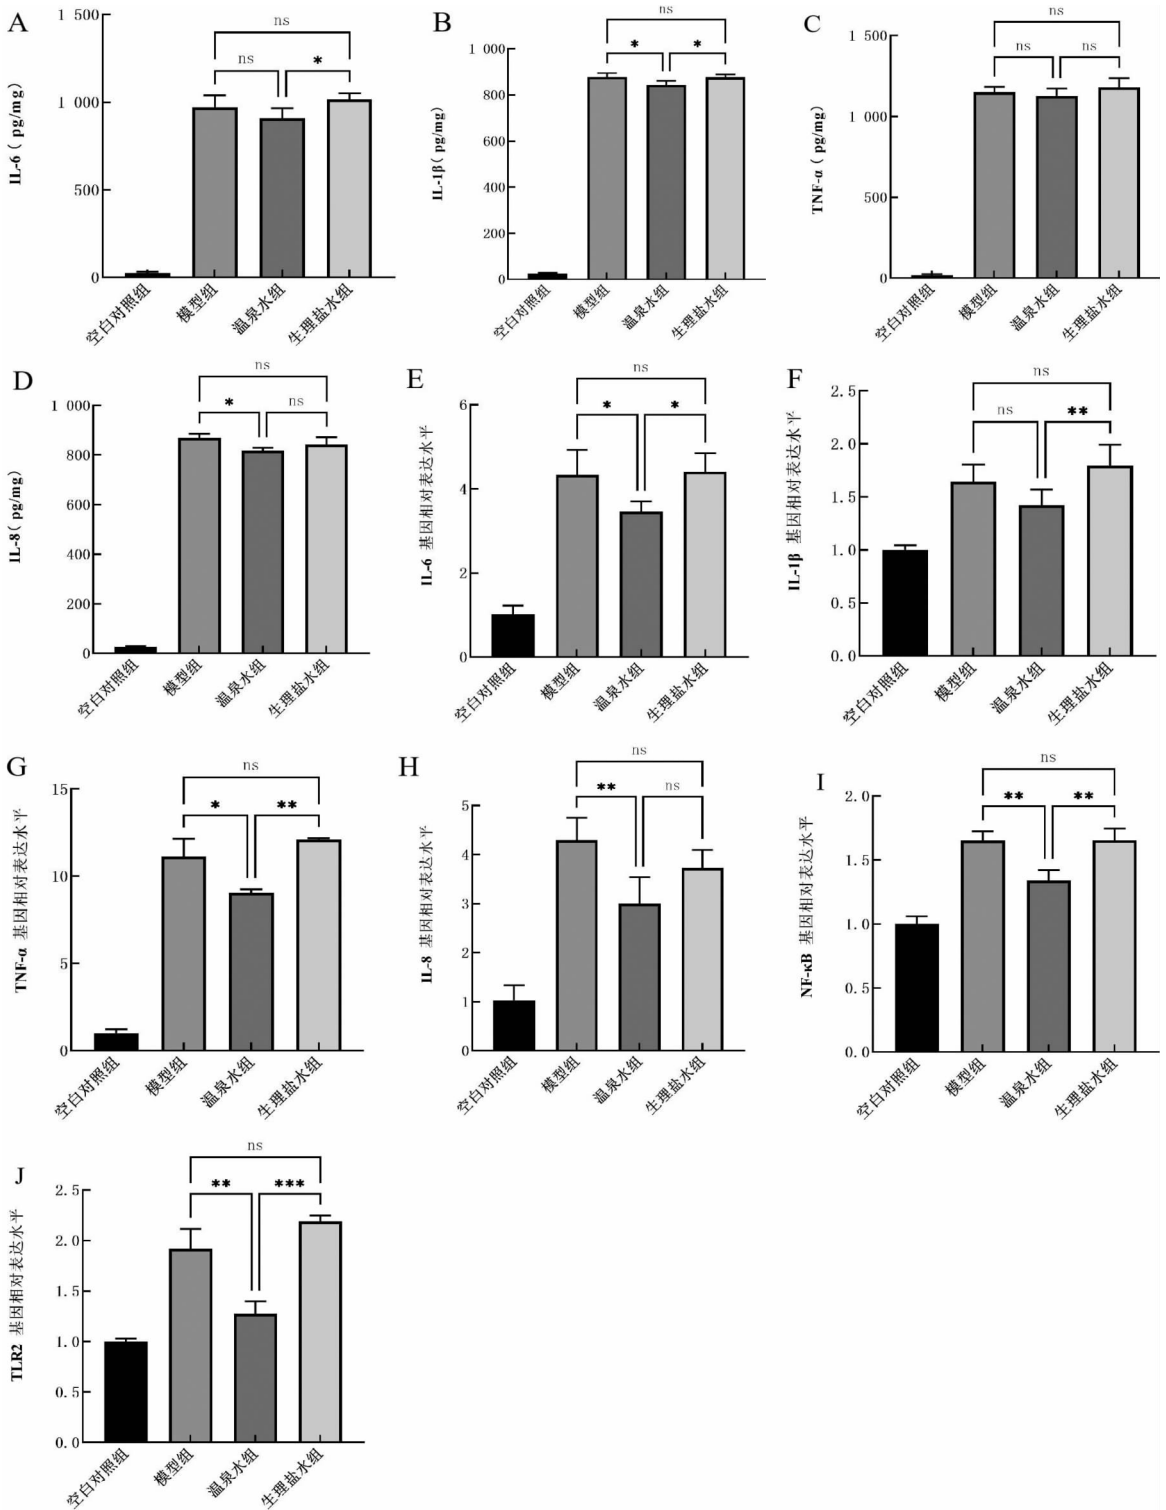 A
IL-6 ( pg/mg)
1 500
1 000
500
0
ns
ns
*
空白对照组
模型组
温泉水组
生理盐水组
B
IL-1β( pg/mg)
1 000
800
600
400
200
0
ns
*
*
空白对照组
模型组
温泉水组
生理盐水组
C
TNF-α( pg/mg)
1 500
1 000
500
0
ns
ns
ns
空白对照组
模型组
温泉水组
生理盐水组
D
IL-8( pg/mg)
1 000
800
600
400
200
0
ns
*
ns
空白对照组
模型组
温泉水组
生理盐水组
E
IL-6 基因相对表达水平
6
4
2
0
ns
*
*
空白对照组
模型组
温泉水组
生理盐水组
F
IL-1β 基因相对表达水平
2.5
2.0
1.5
1.0
0.5
0.0
ns
ns
**
空白对照组
模型组
温泉水组
生理盐水组
G
TNF-α 基因相对表达水平
15
10
5
0
ns
*
**
空白对照组
模型组
温泉水组
生理盐水组
H
IL-8 基因相对表达水平
5
4
3
2
1
0
ns
**
ns
空白对照组
模型组
温泉水组
生理盐水组
I
NF-κB 基因相对表达水平
2.0
1.5
1.0
0.5
0.0
ns
**
**
空白对照组
模型组
温泉水组
生理盐水组
J
TLR2 基因相对表达水平
2.5
2.0
1.5
1.0
0.5
0.0
ns
**
***
空白对照组
模型组
温泉水组
生理盐水组